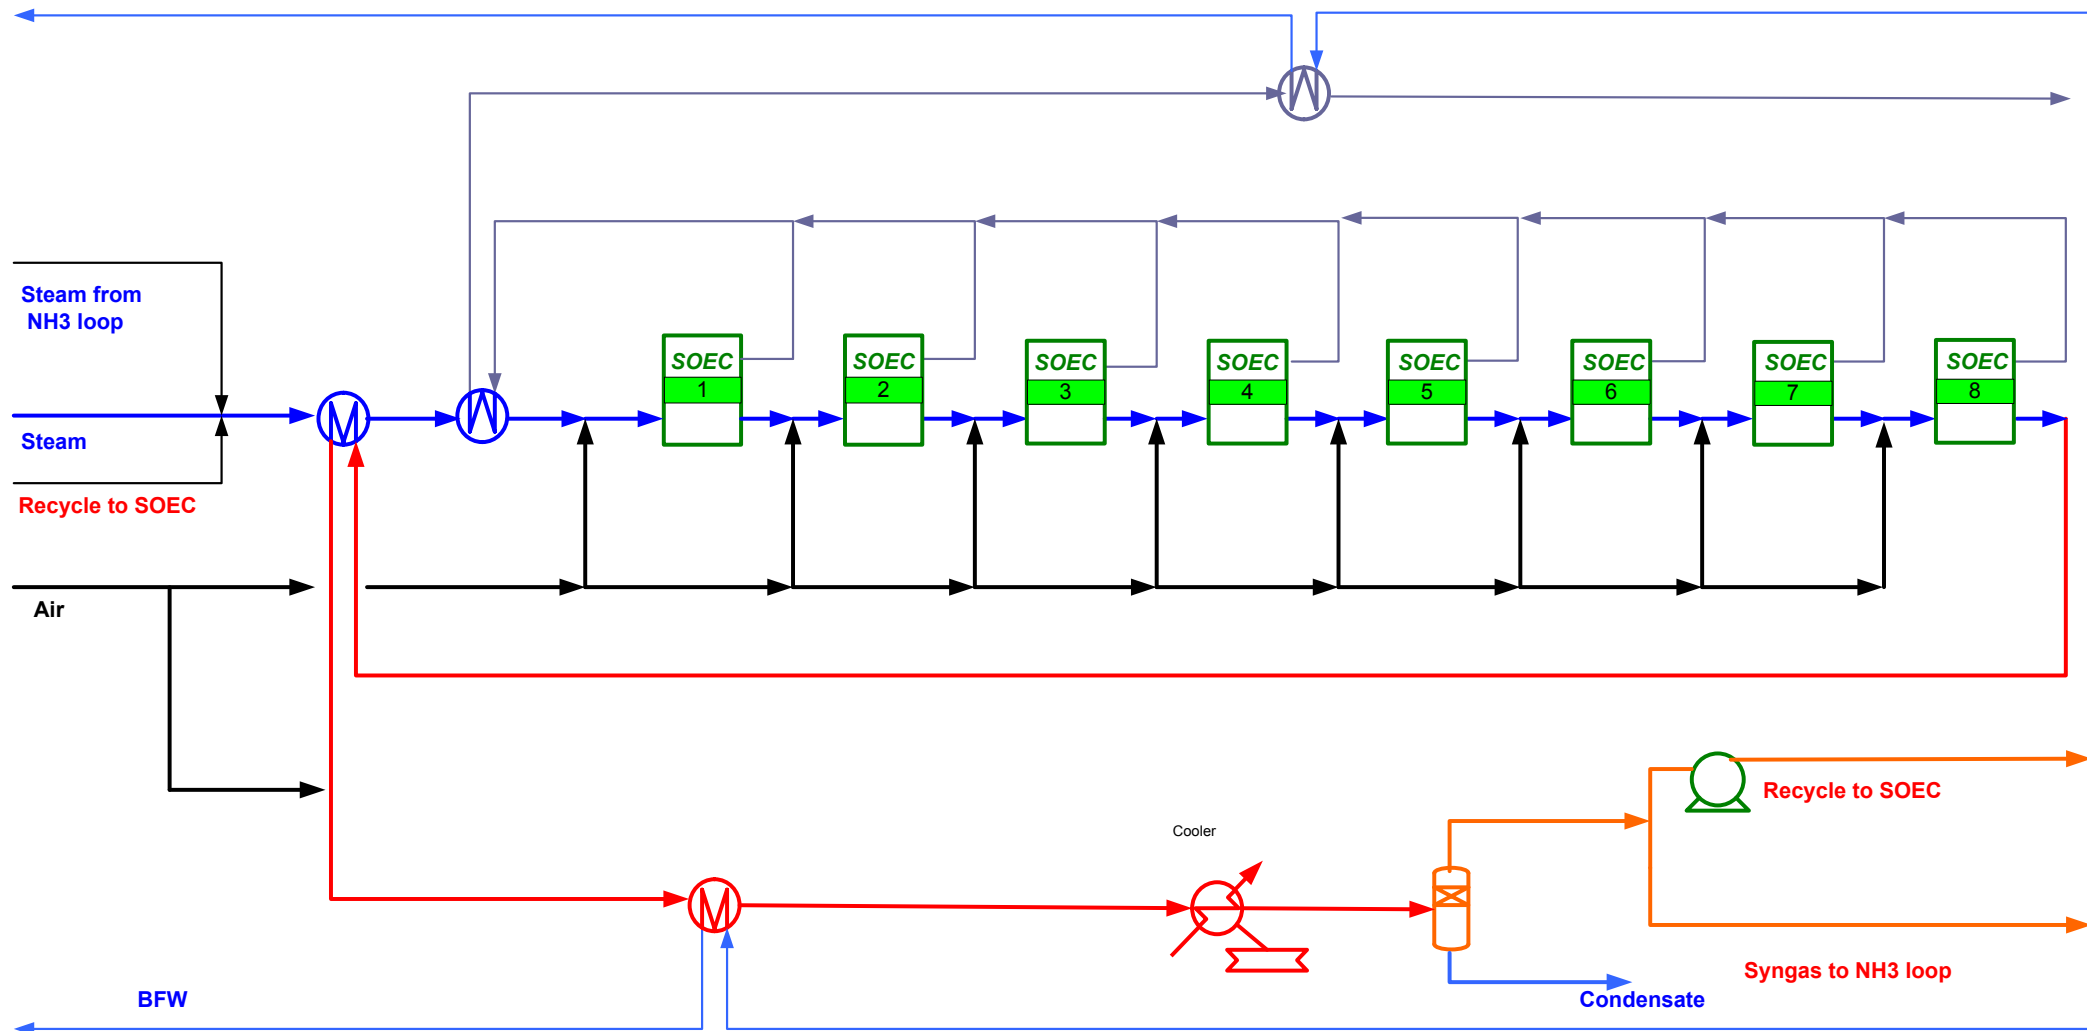 Steam from
NH3 loop
SOEC
1
SOEC
2
SOEC
3
SOEC
4
SOEC
5
SOEC
6
SOEC
7
SOEC
8
Steam
Recycle to SOEC
Air
Recycle to SOEC
Cooler
Syngas to NH3 loop
BFW
Condensate